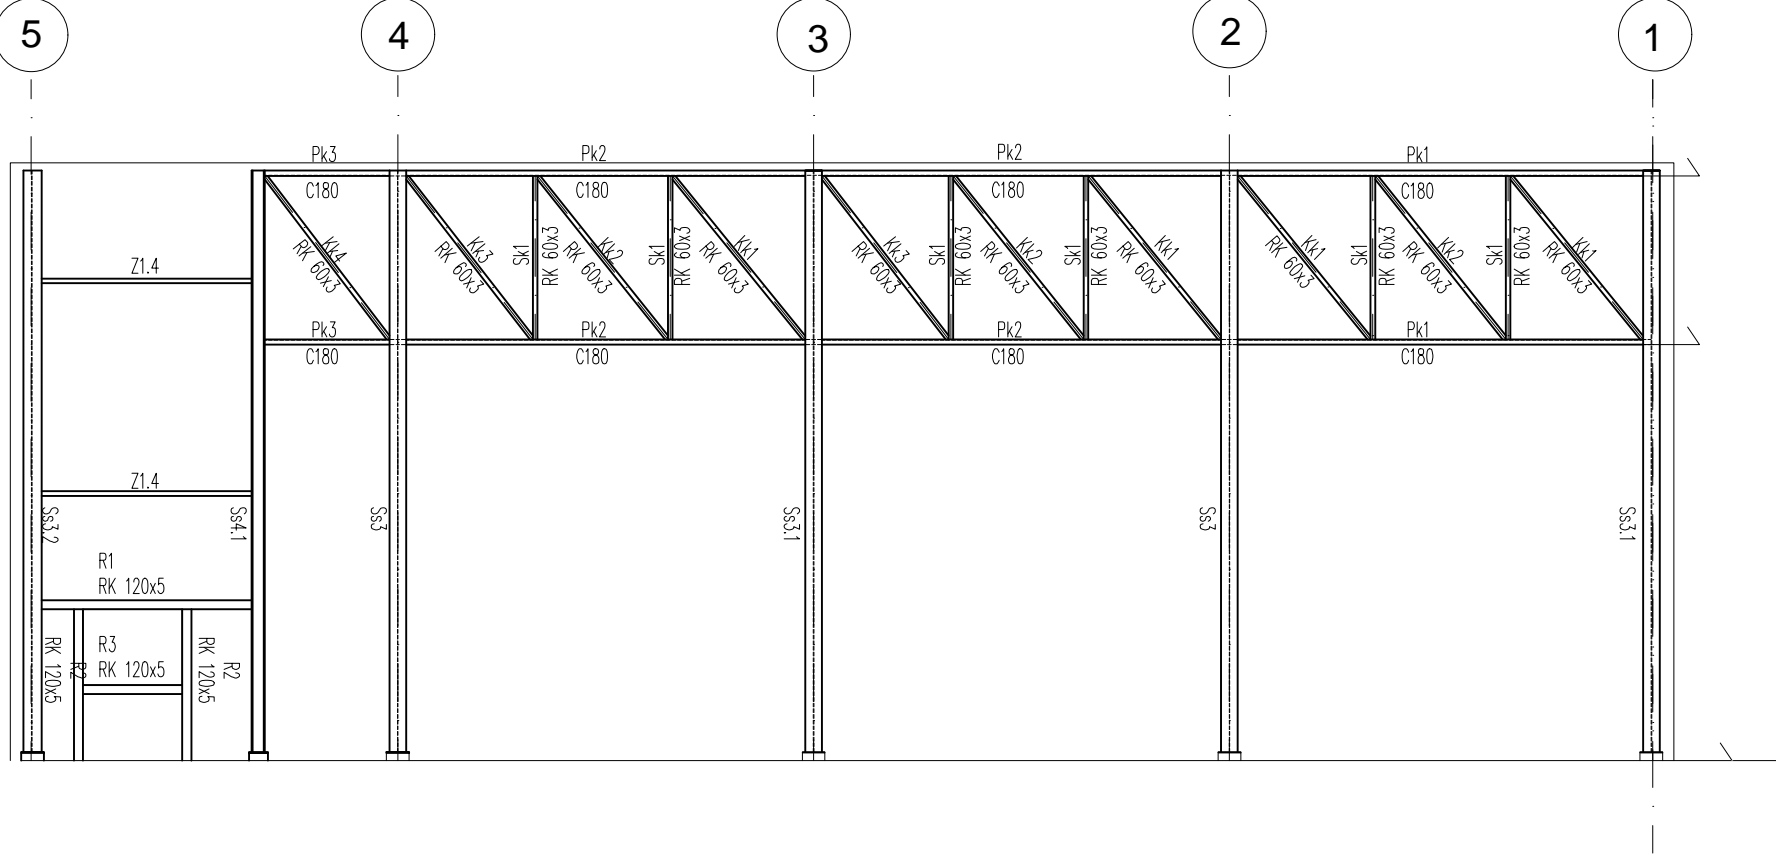 5
4
3
2
1
Pk3
Pk2
Pk2
Pk1
C180
C180
C180
C180
Kk4
RK 60x3
Kk3
RK 60x3
Sk1
RK 60x3
Kk2
RK 60x3
Sk1
RK 60x3
Kk1
RK 60x3
Kk3
RK 60x3
Sk1
RK 60x3
Kk2
RK 60x3
Sk1
RK 60x3
Kk1
RK 60x3
Kk1
RK 60x3
Sk1
RK 60x3
Kk2
RK 60x3
Sk1
RK 60x3
Kk1
RK 60x3
Z1.4
Pk3
Pk2
Pk2
Pk1
C180
C180
C180
C180
Z1.4
Ss3.2
Ss4.1
Ss3
Ss3.1
Ss3
Ss3.1
R1
RK 120x5
R2
RK 120x5
R3
RK 120x5
R2
RK 120x5